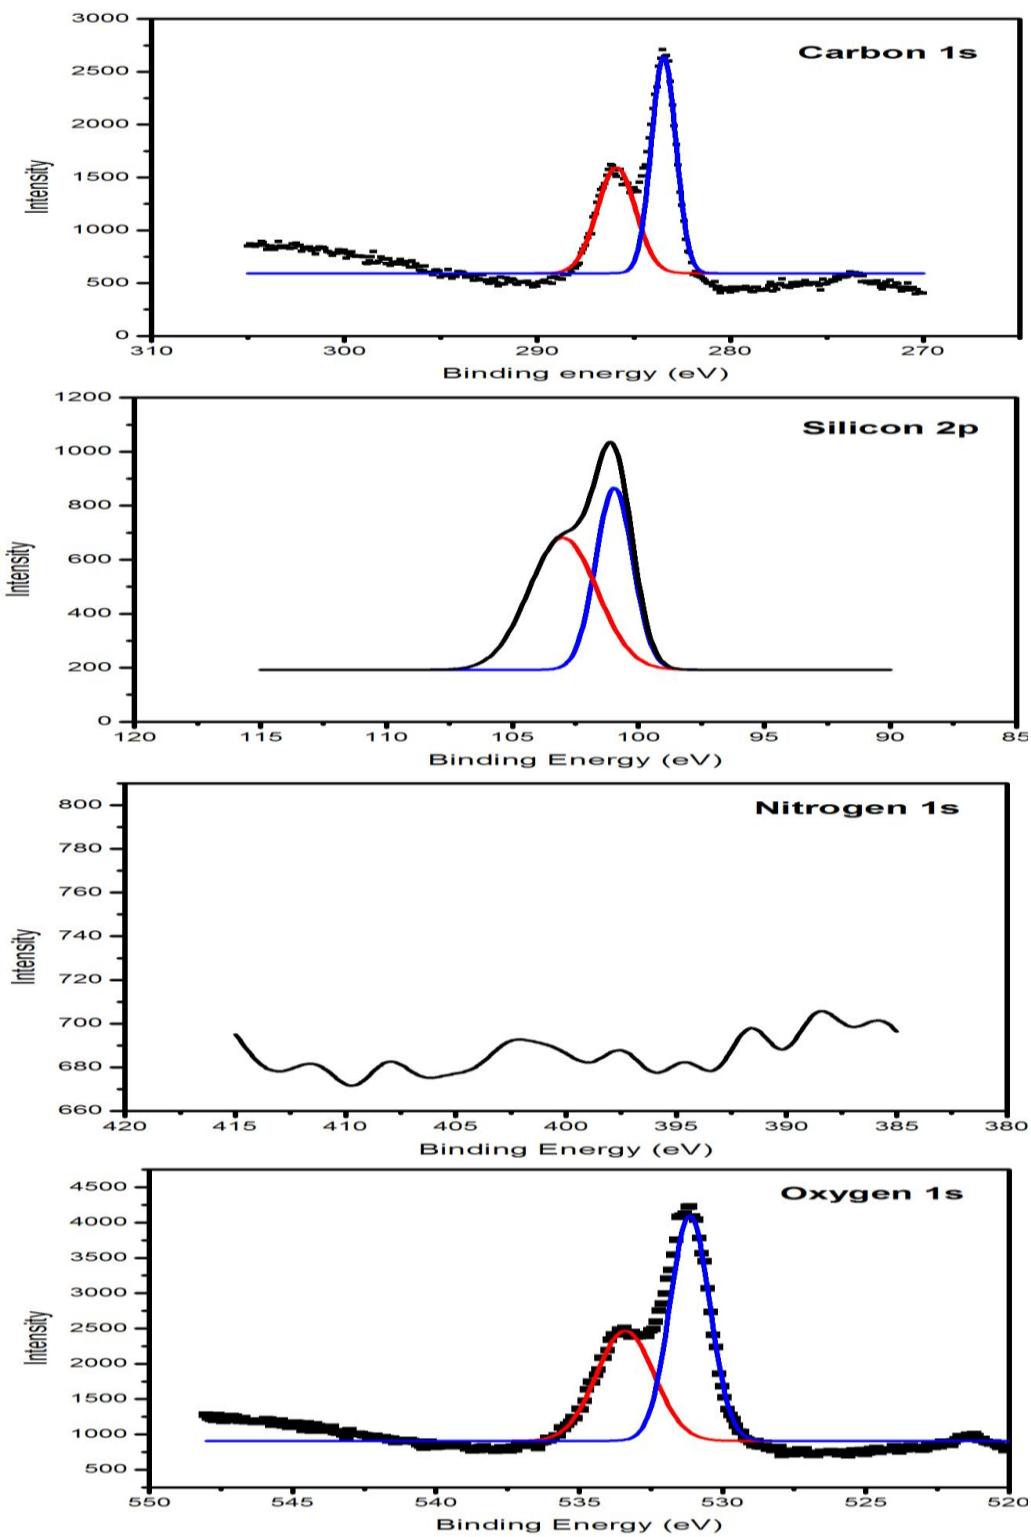 3000
Carbon 1s
2500
2000
1500
1000
500
0
Intensity
310 300 290 280 270
Binding energy (eV)
1200
Silicon 2p
1000
800
600
400
200
0
Intensity
120 115 110 105 100 95 90 85
Binding Energy (eV)
800
Nitrogen 1s
780
760
740
720
700
680
660
Intensity
420 415 410 405 400 395 390 385 380
Binding Energy (eV)
4500
Oxygen 1s
4000
3500
3000
2500
2000
1500
1000
500
Intensity
550 545 540 535 530 525 520
Binding Energy (eV)